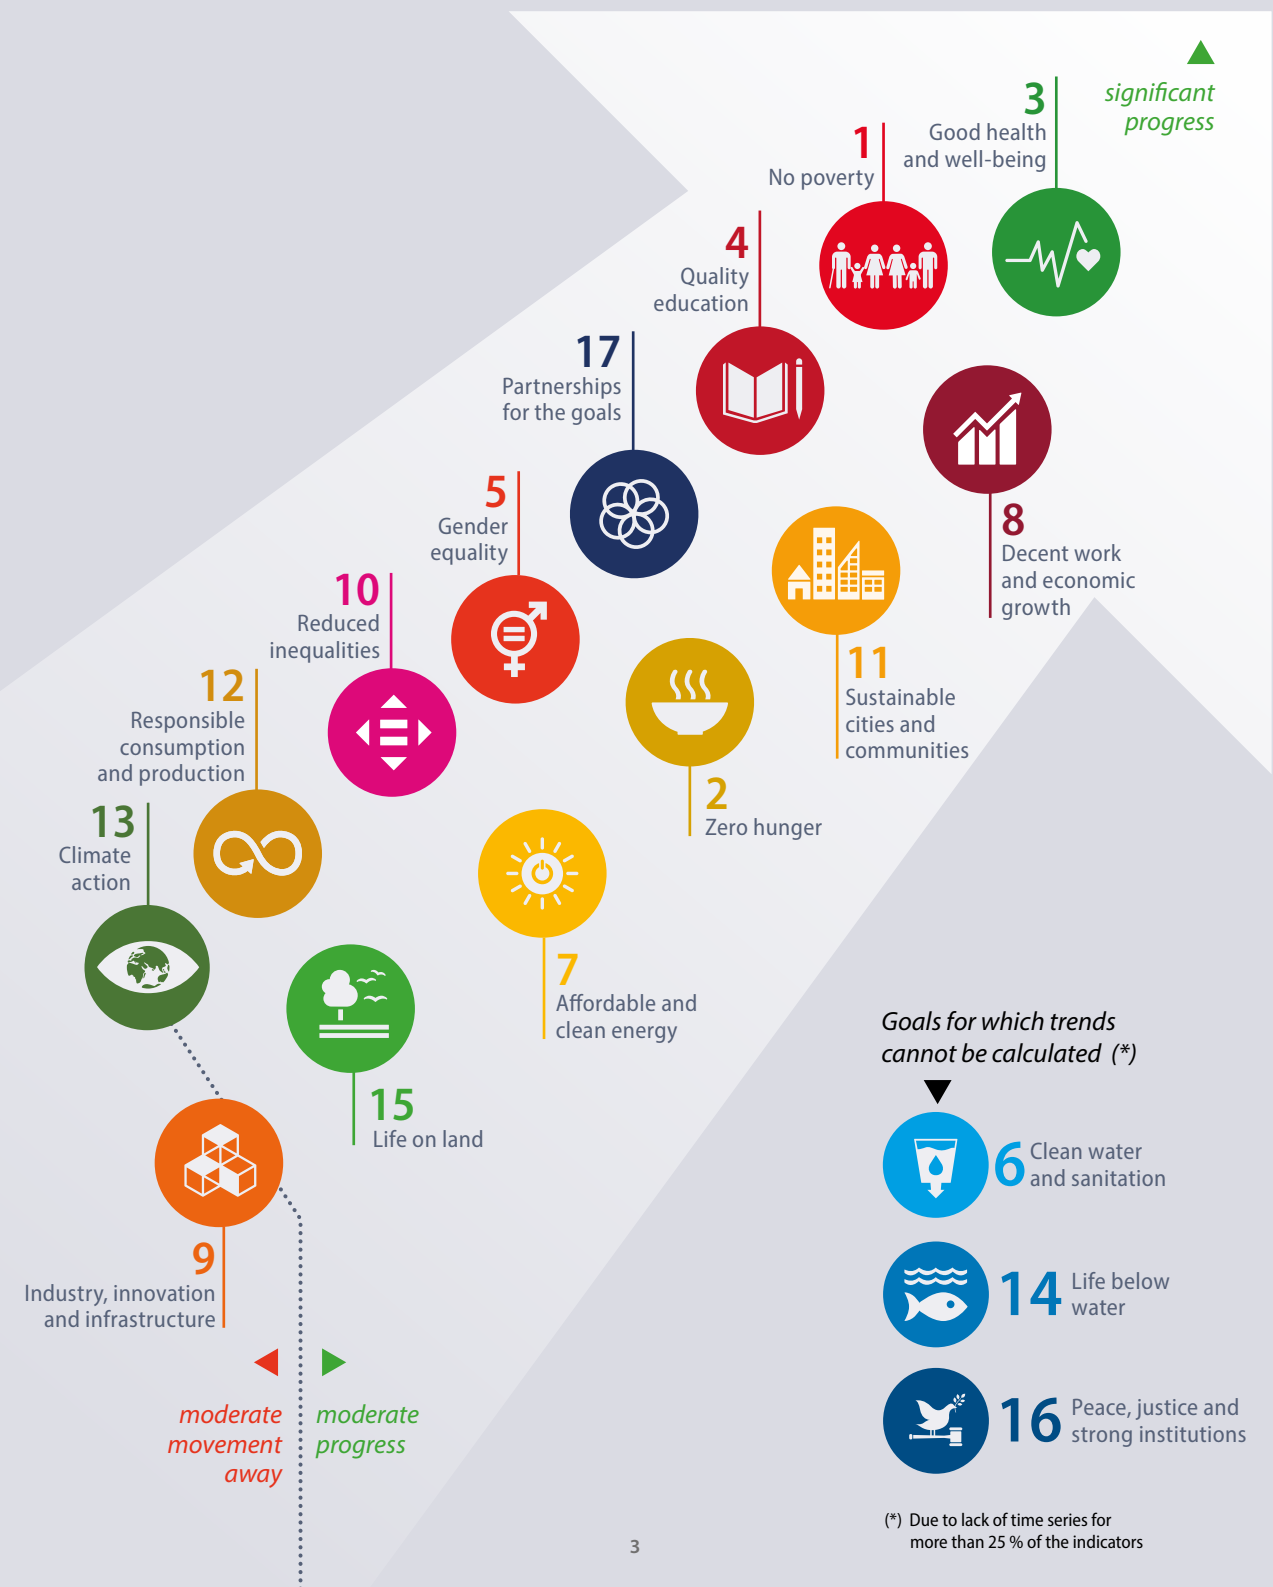 significant
progress
3
Good health
and well-being
1
No poverty
4
Quality
education
17
Partnerships
for the goals
8
Decent work
and economic
growth
5
Gender
equality
11
Sustainable
cities and
communities
10
Reduced
inequalities
2
Zero hunger
12
Responsible
consumption
and production
7
Affordable and
clean energy
13
Climate
action
15
Life on land
9
Industry, innovation
and infrastructure
moderate
movement
away
moderate
progress
Goals for which trends
cannot be calculated (*)
6
Clean water
and sanitation
14
Life below
water
16
Peace, justice and
strong institutions
(*) Due to lack of time series for
more than 25 % of the indicators
3